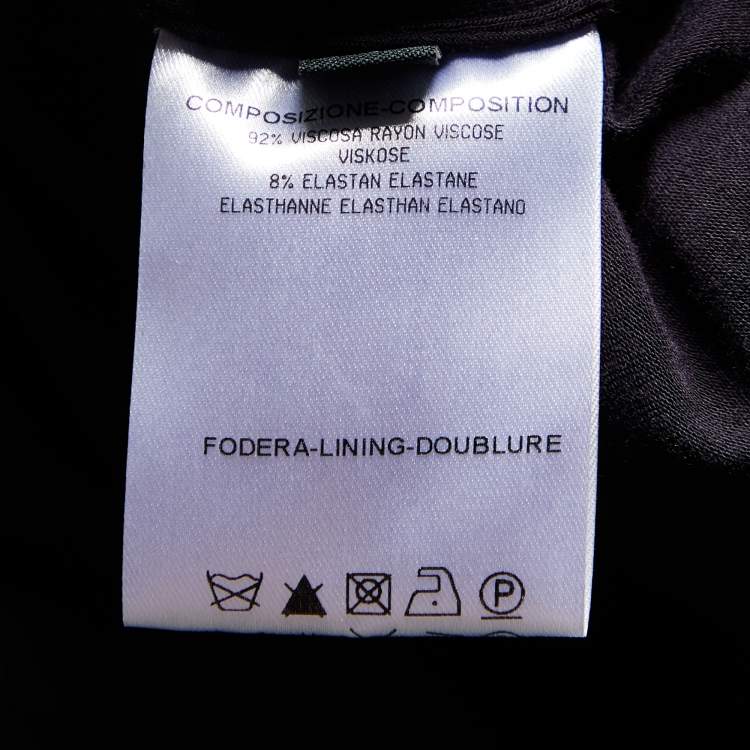 COMPOSIZIONE-COMPOSITION
92% VISCOSA RAYON VISCOSE
VISKOSE
8% ELASTAN ELASTANE
ELASTHANNE ELASTHAN ELASTANO
FODERA-LINING-DOUBLURE
P